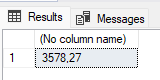 Results Messages
(No column name)
1 3578,27